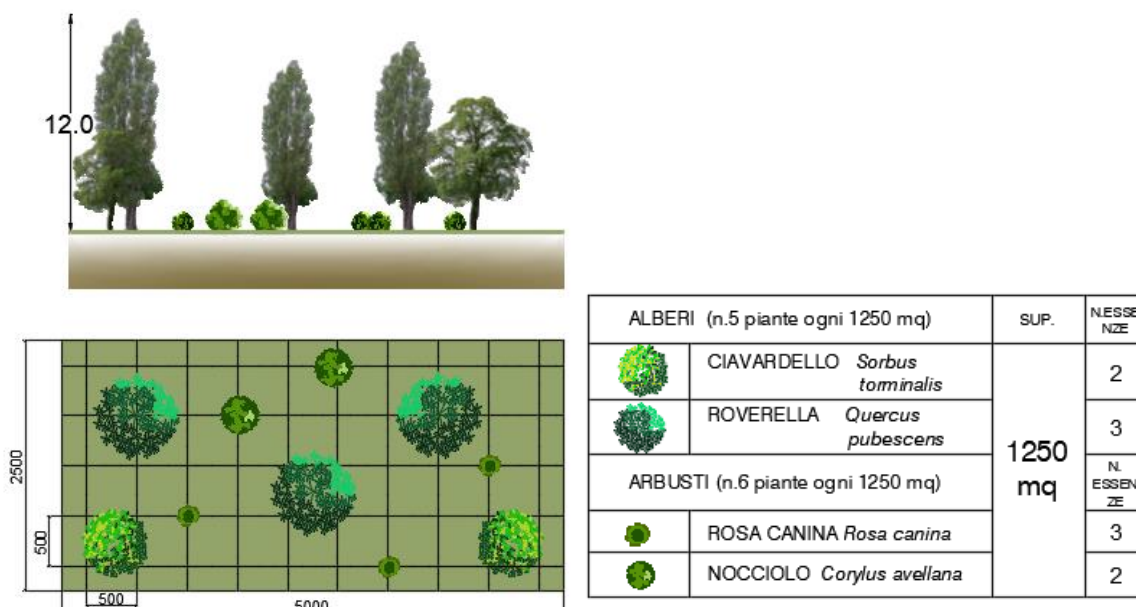 12.0
2500
500
500
5000
ALBERI (n.5 piante ogni 1250 mq)
SUP.
N.ESSE
NZE
CIAVARDELLO Sorbus
torminalis
2
ROVERELLA Quercus
pubescens
3
1250
mq
ARBUSTI (n.6 piante ogni 1250 mq)
N.
ESSEN
ZE
ROSA CANINA Rosa canina
3
NOCCIOLO Corylus avellana
2